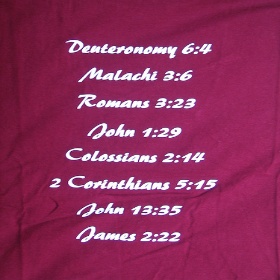 Deuteronomy 6:4
Malachi 3:6
Romans 3:23
John 1:29
Colossians 2:14
2 Corinthians 5:15
John 13:35
James 2:22